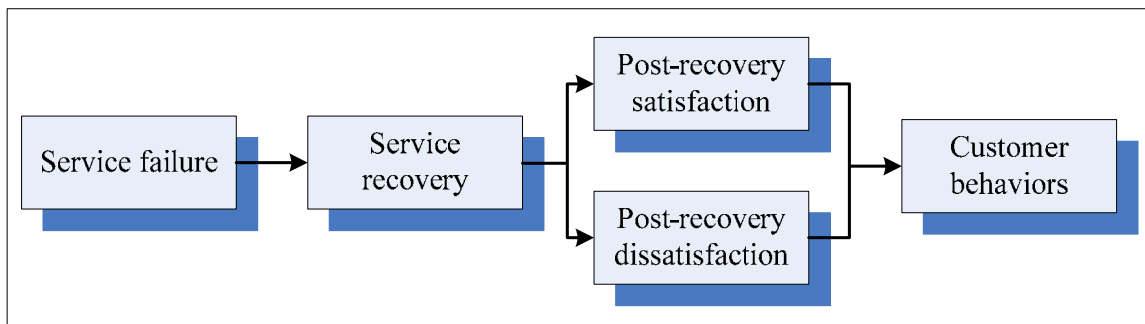 Service failure
Service
recovery
Post-recovery
satisfaction
Post-recovery
dissatisfaction
Customer
behaviors